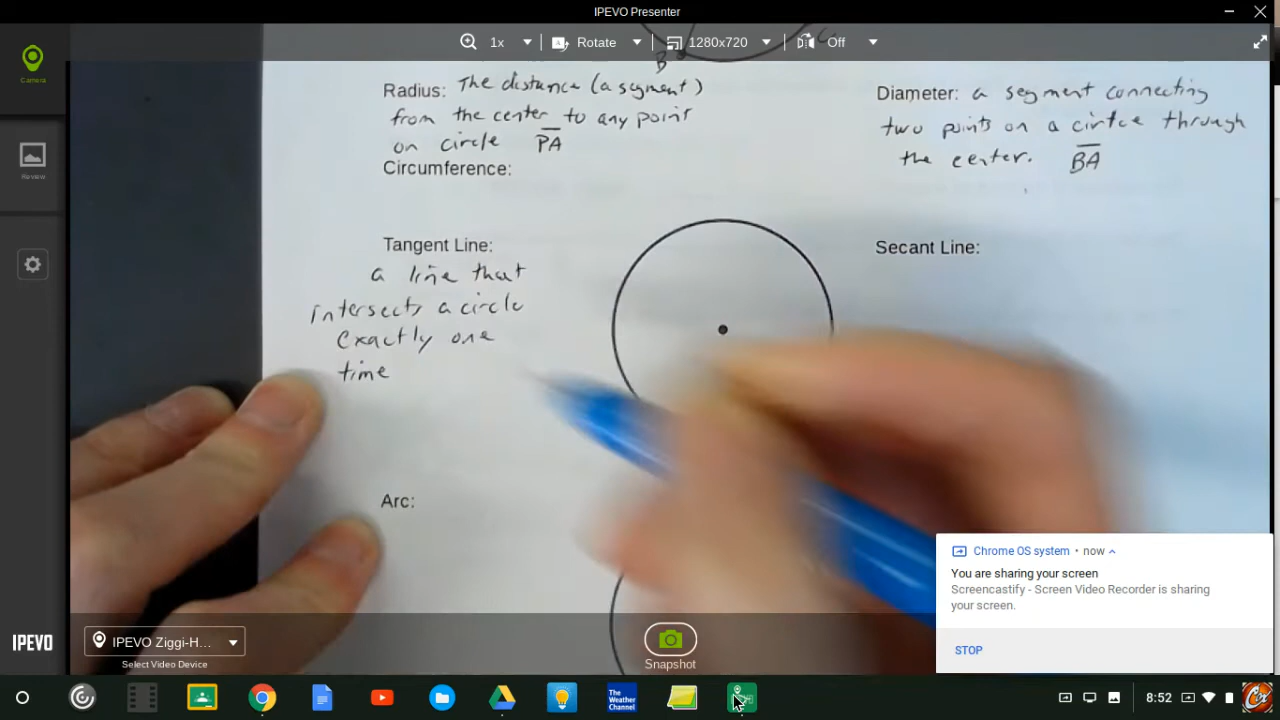 IPEVO Presenter
1x
Rotate
1280x720
Off
Camera
Review
B
Radius: The distance (a segment)
from the center to any point
on circle PA
Diameter: a segment connecting
two points on a circle through
the center. BA
Circumference:
Tangent Line:
a line that
intersects a circle
exactly one
time
Secant Line:
Arc:
Chrome OS system • now
You are sharing your screen
Screencastify - Screen Video Recorder is sharing
your screen.
STOP
IPEVO
IPEVO Ziggi-H...
Select Video Device
Snapshot
The
Weather
Channel
8:52